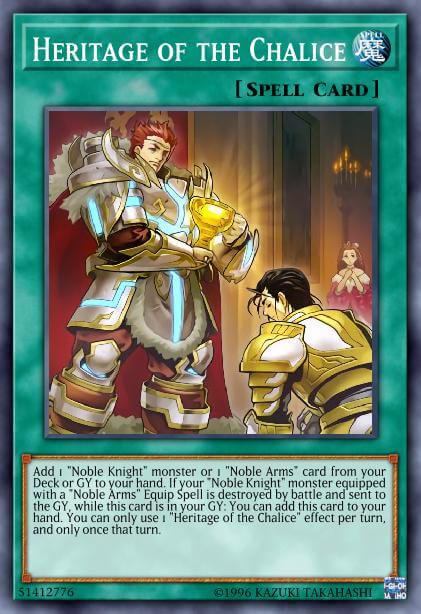 HERITAGE OF THE CHALICE
SPELL
魔
[SPELL CARD]
Add 1 "Noble Knight" monster or 1 "Noble Arms" card from your
Deck or GY to your hand. If your "Noble Knight" monster equipped
with a "Noble Arms" Equip Spell is destroyed by battle and sent to
the GY, while this card is in your GY: You can add this card to your
hand. You can only use 1 "Heritage of the Chalice" effect per turn,
and only once that turn.
51412776
©1996 KAZUKI TAKAHASHI